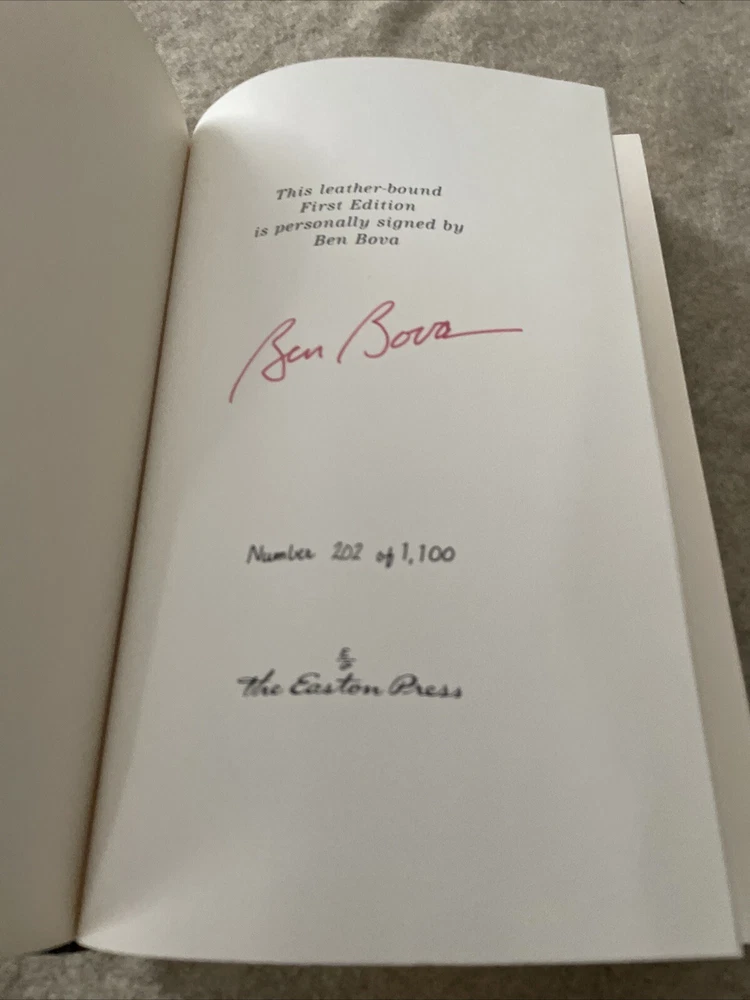 This leather-bound
First Edition
is personally signed by
Ben Bova
Ben Bova
Number 202 of 1,100
E/P
The Easton Press